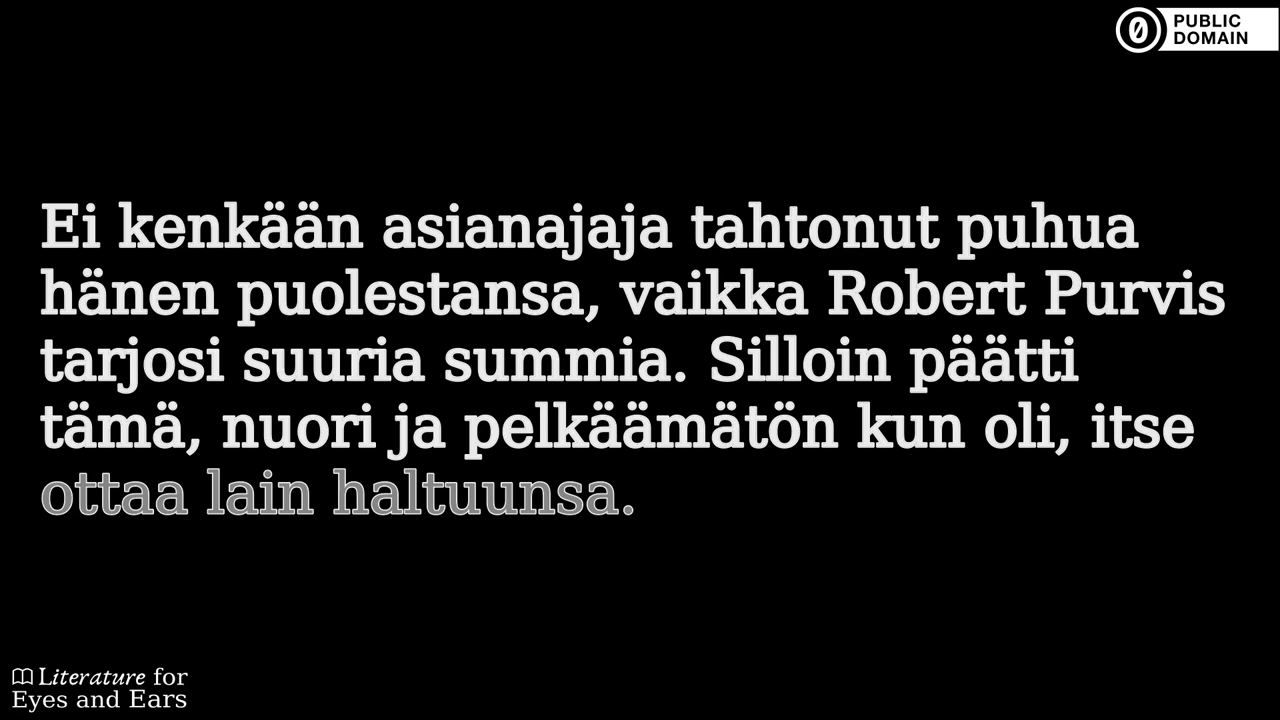 PUBLIC
DOMAIN
Ei kenkään asianajaja tahtonut puhua
hänen puolestansa, vaikka Robert Purvis
tarjosi suuria summia. Silloin päätti
tämä, nuori ja pelkäämätön kun oli, itse
ottaa lain haltuunsa.
Literature for
Eyes and Ears